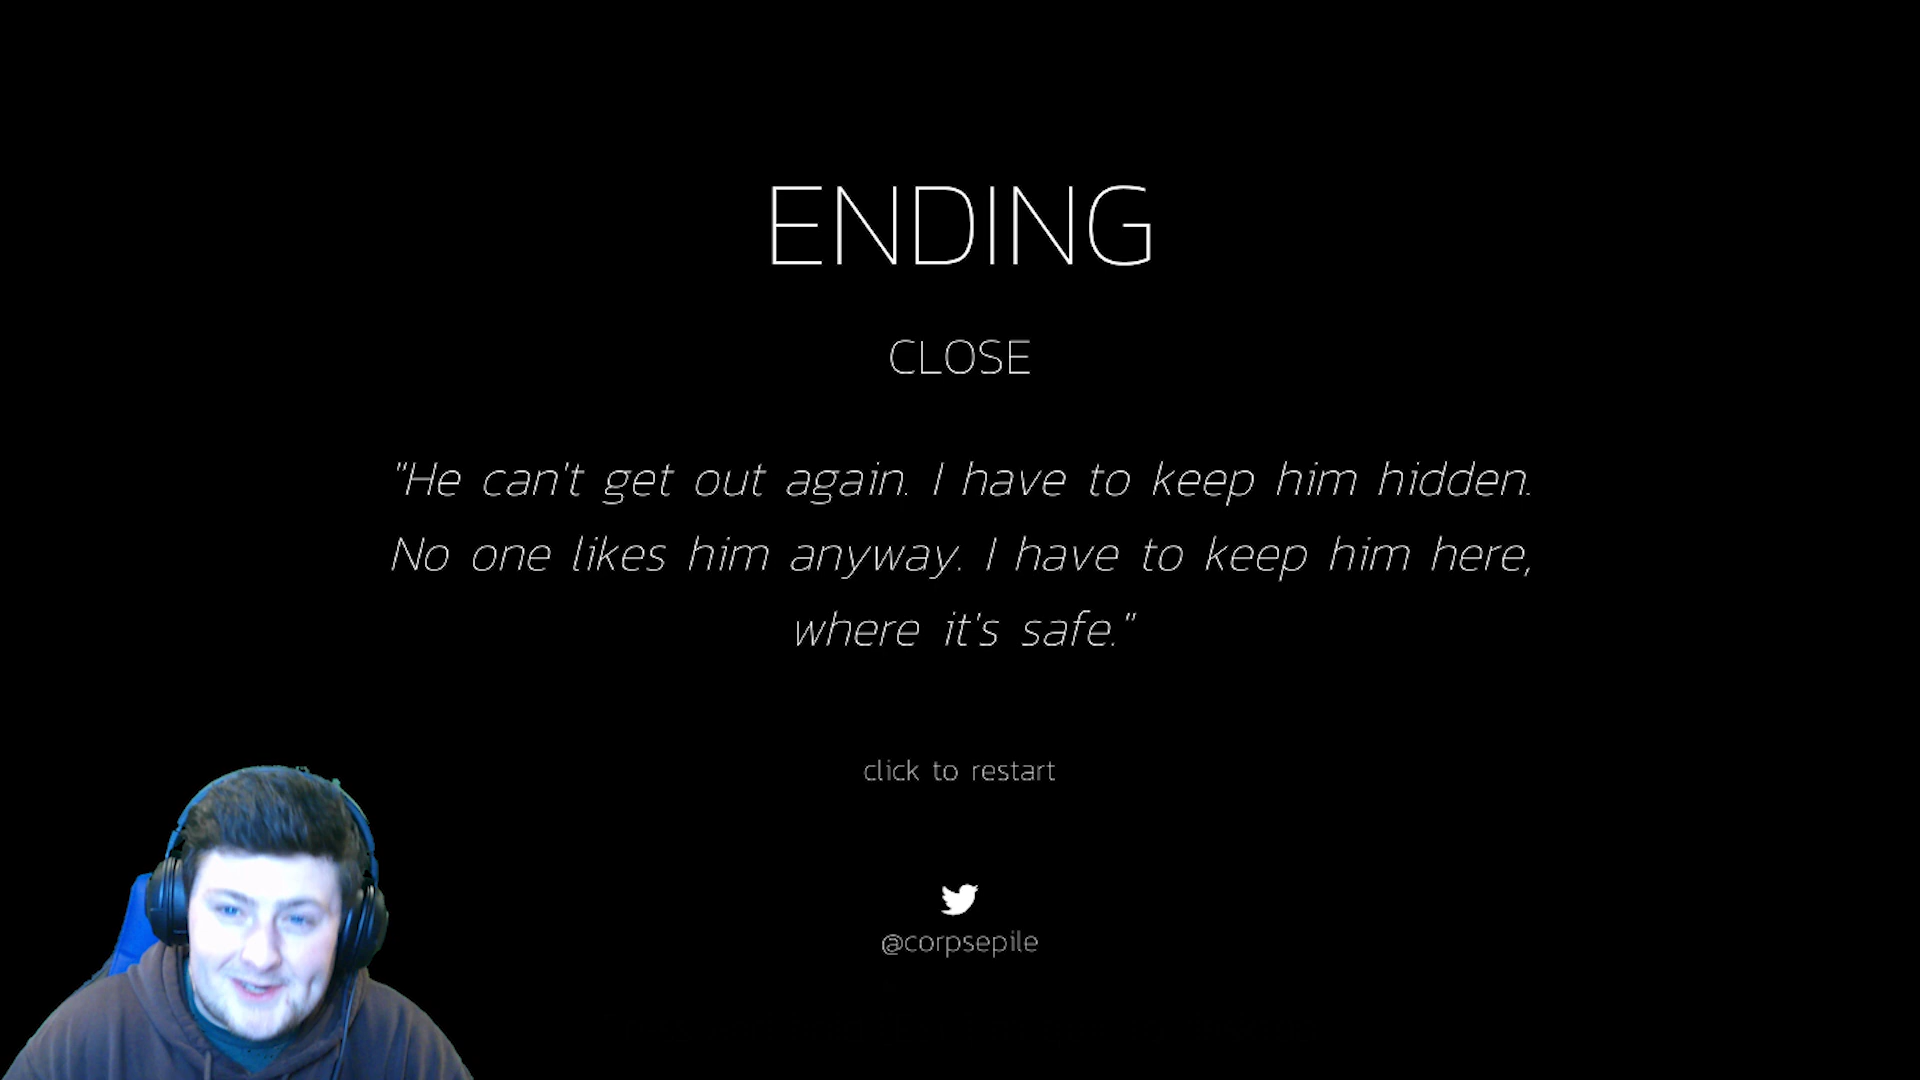 ENDING
CLOSE
"He can't get out again. I have to keep him hidden.
No one likes him anyway. I have to keep him here,
where it's safe."
click to restart
@corpsepile